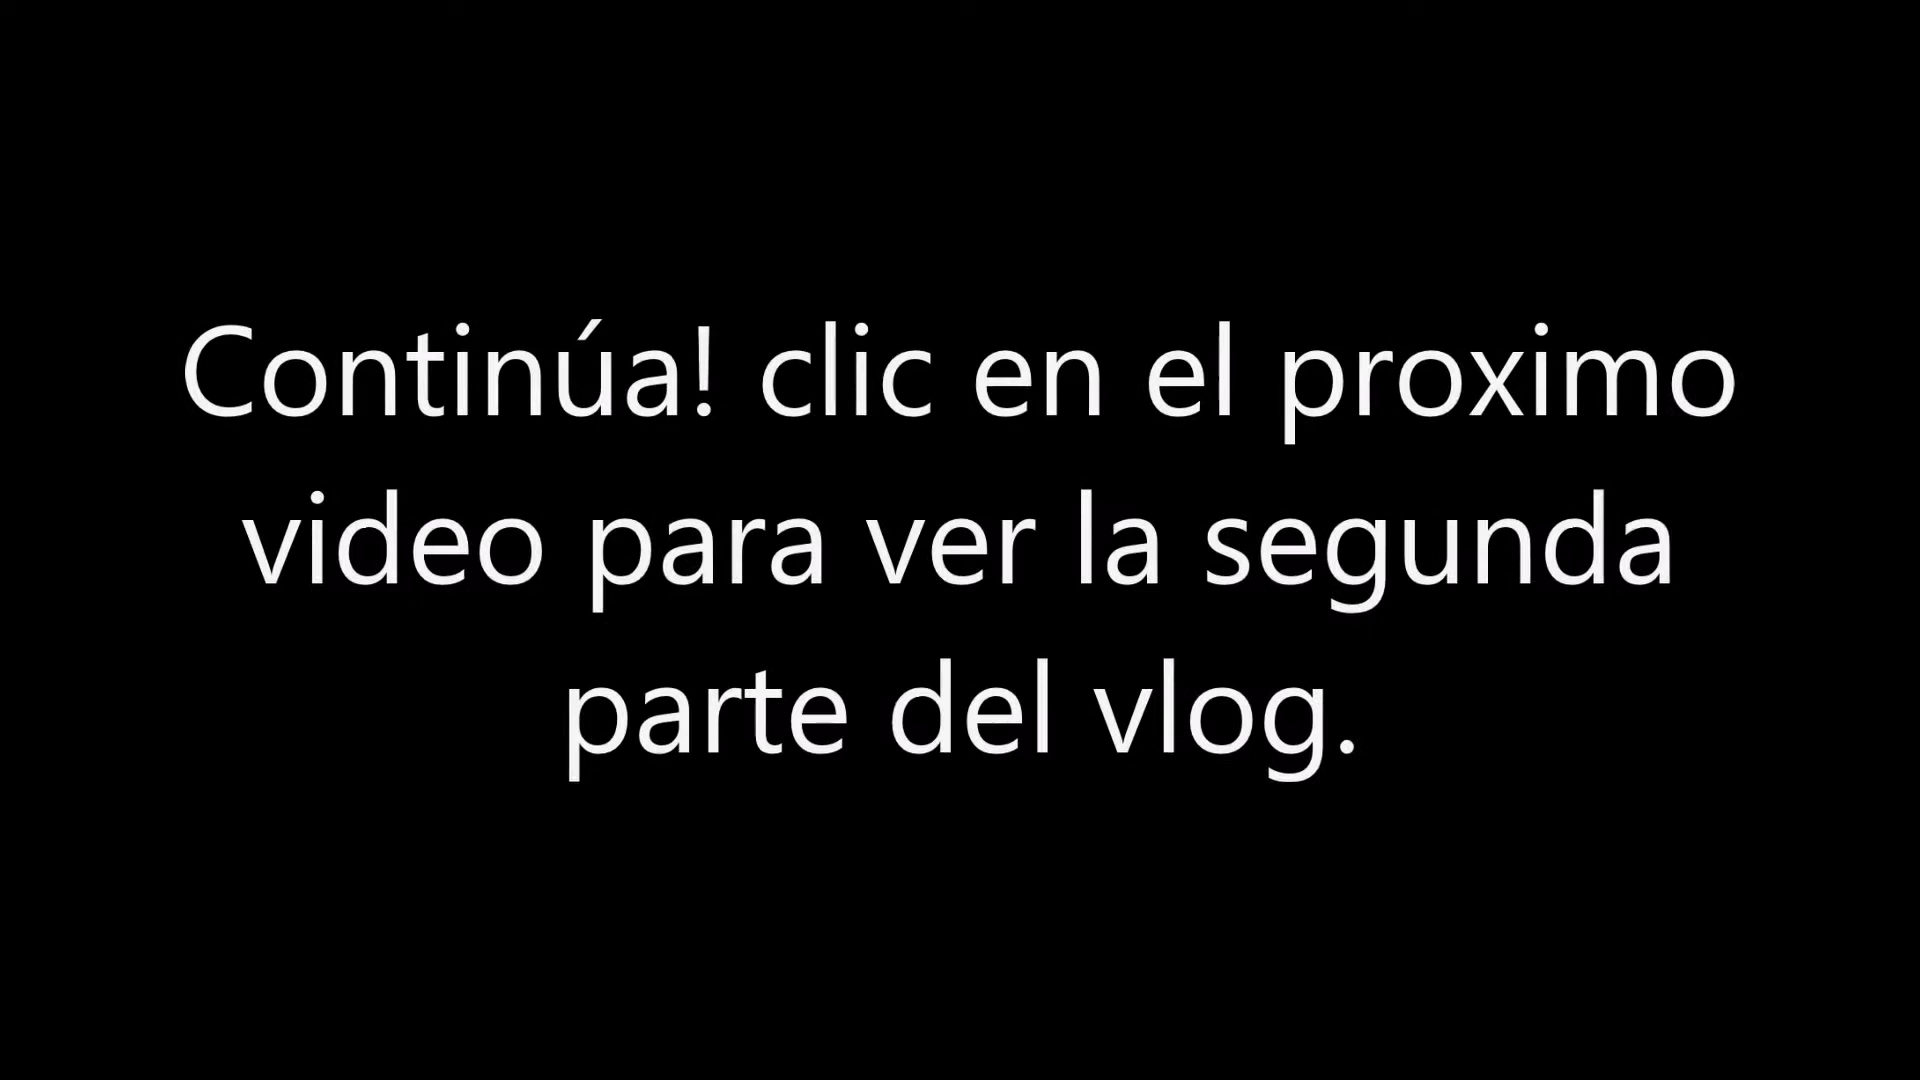 Continúa! clic en el proximo
video para ver la segunda
parte del vlog.